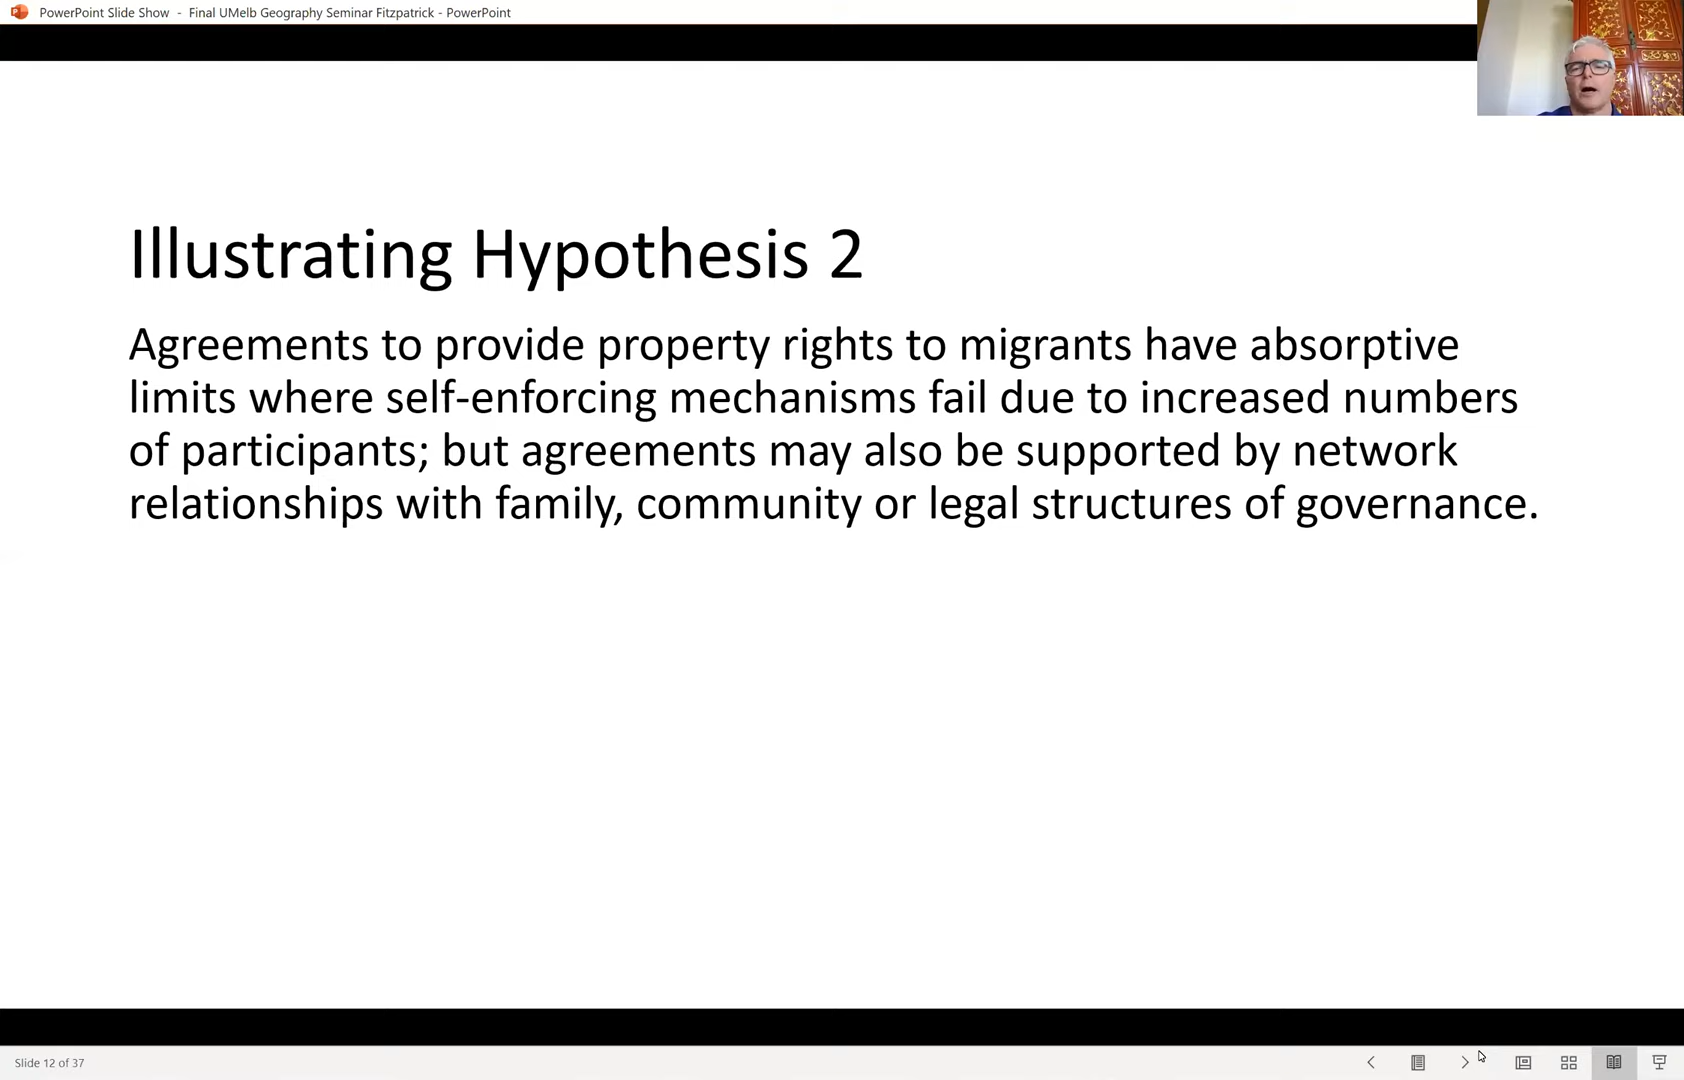 PowerPoint Slide Show - Final UMelb Geography Seminar Fitzpatrick - PowerPoint
Illustrating Hypothesis 2
Agreements to provide property rights to migrants have absorptive
limits where self-enforcing mechanisms fail due to increased numbers
of participants; but agreements may also be supported by network
relationships with family, community or legal structures of governance.
Slide 12 of 37